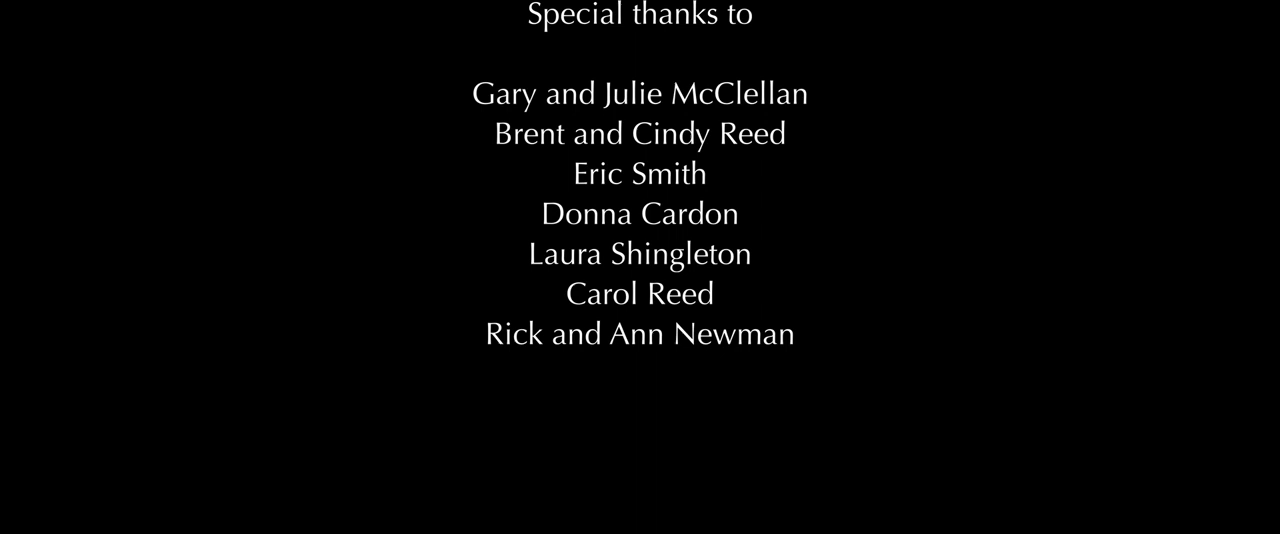 Special thanks to
Gary and Julie McClellan
Brent and Cindy Reed
Eric Smith
Donna Cardon
Laura Shingleton
Carol Reed
Rick and Ann Newman